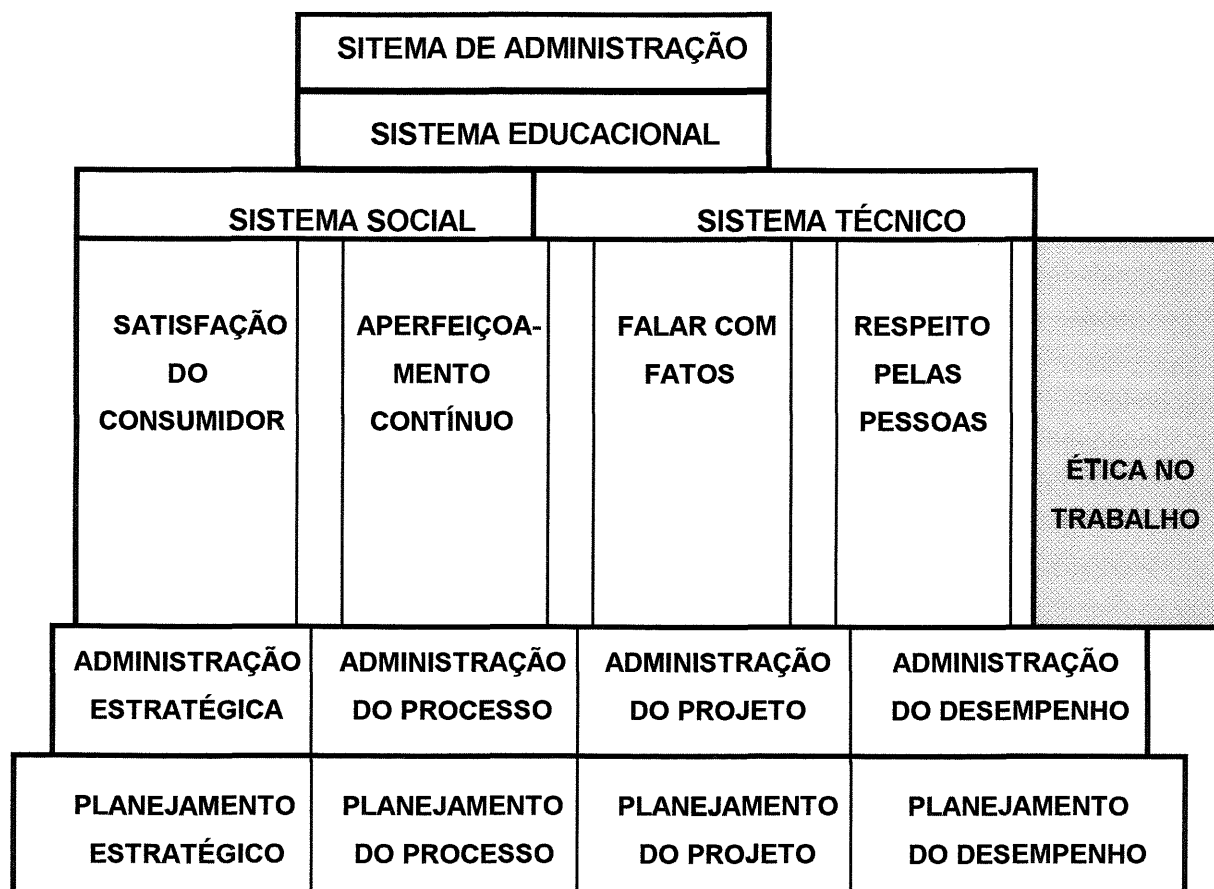 SITEMA DE ADMINISTRAÇÃO
SISTEMA EDUCACIONAL
SISTEMA SOCIAL
SISTEMA TÉCNICO
SATISFAÇÃO
DO
CONSUMIDOR
APERFEIÇOA-
MENTO
CONTÍNUO
FALAR COM
FATOS
RESPEITO
PELAS
PESSOAS
ÉTICA NO
TRABALHO
ADMINISTRAÇÃO
ESTRATÉGICA
ADMINISTRAÇÃO
DO PROCESSO
ADMINISTRAÇÃO
DO PROJETO
ADMINISTRAÇÃO
DO DESEMPENHO
PLANEJAMENTO
ESTRATÉGICO
PLANEJAMENTO
DO PROCESSO
PLANEJAMENTO
DO PROJETO
PLANEJAMENTO
DO DESEMPENHO